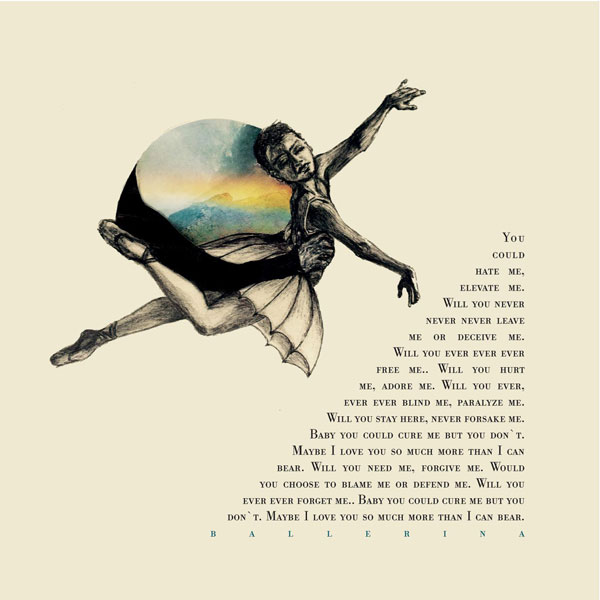 You
could
hate me,
elevate me.
Will you never
never never leave
me or deceive me.
Will you ever ever ever
free me.. Will you hurt
me, adore me. Will you ever,
ever ever blind me, paralyze me.
Will you stay here, never forsake me.
Baby you could cure me but you don`t.
Maybe I love you so much more than I can
bear. Will you need me, forgive me. Would
you choose to blame me or defend me. Will you
ever ever forget me.. Baby you could cure me but you
don`t. Maybe I love you so much more than I can bear.
BALLERINA